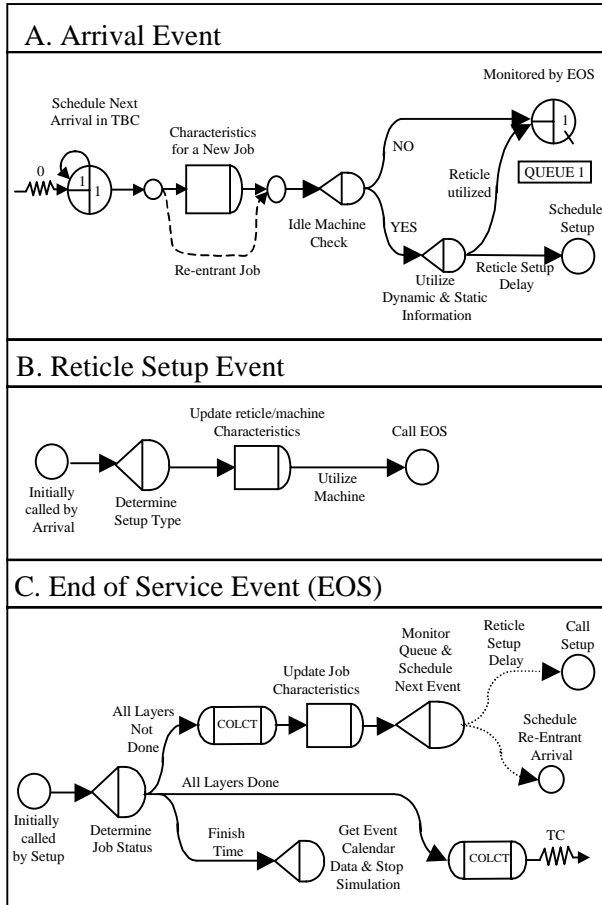 A. Arrival Event
Monitored by EOS
Schedule Next
Arrival in TBC
Characteristics
for a New Job
0
1
1
1
NO
QUEUE 1
Reticle
utilized
Idle Machine
Check
YES
Schedule
Setup
Re-entrant Job
Utilize
Dynamic & Static
Information
Reticle Setup
Delay
B. Reticle Setup Event
Update reticle/machine
Characteristics
Call EOS
Initially
called by
Arrival
Determine
Setup Type
Utilize
Machine
C. End of Service Event (EOS)
Monitor
Queue &
Schedule
Next Event
Reticle
Setup
Delay
Call
Setup
Update Job
Characteristics
All Layers
Not
Done
COLCT
Schedule
Re-Entrant
Arrival
All Layers Done
Initially
called
by Setup
Determine
Job Status
Finish
Time
Get Event
Calendar
Data & Stop
Simulation
COLCT
TC